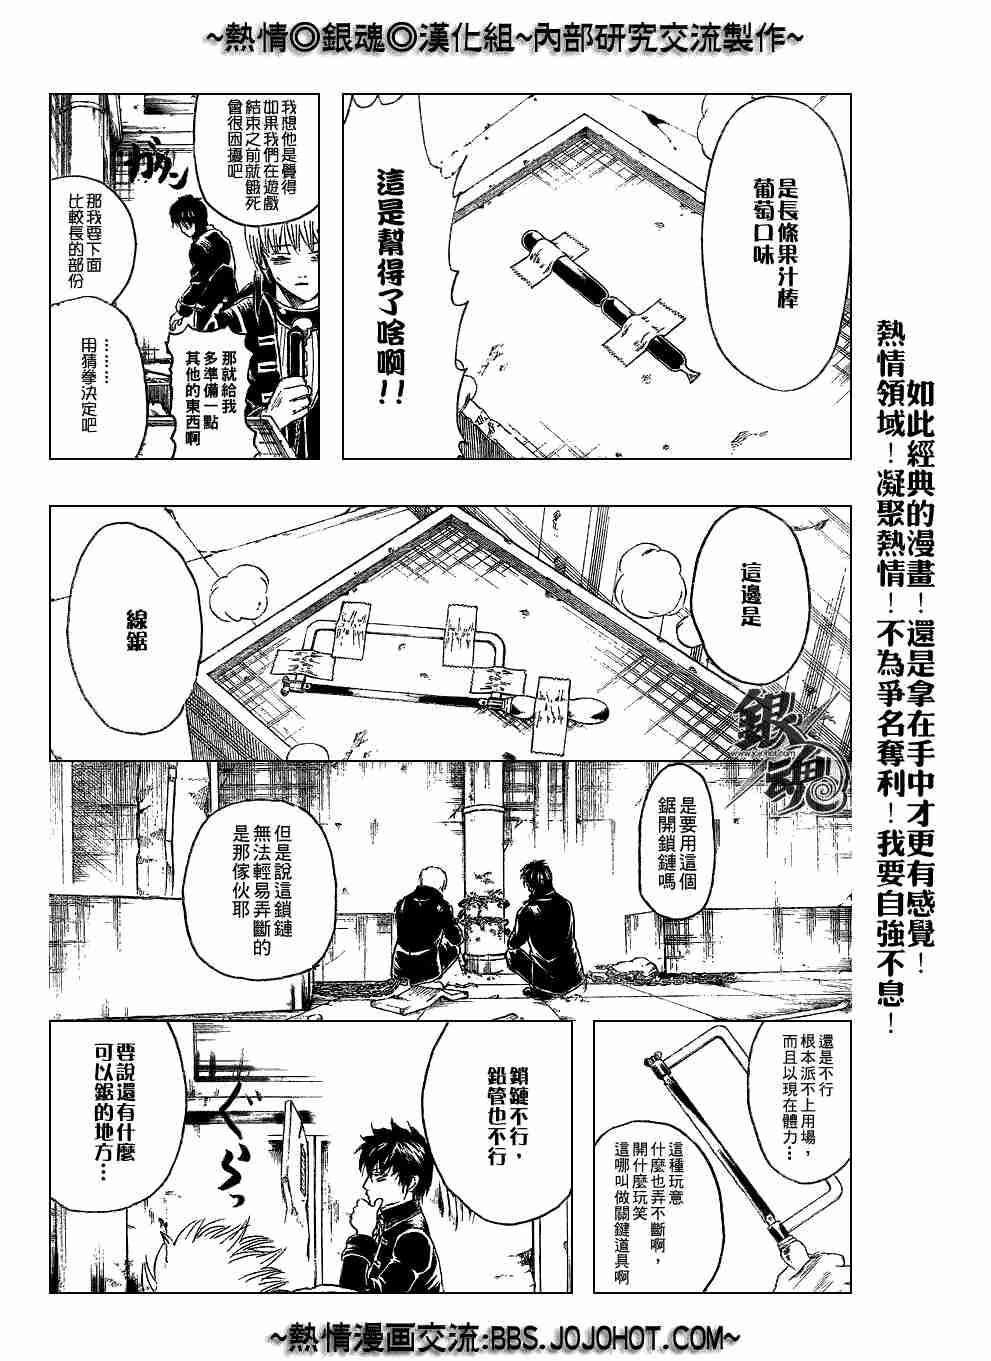 ~熱情◎銀魂◎漢化組~內部研究交流製作~
是長條果汁棒
葡萄口味
這是幫得了啥啊!!
我想他是覺得
如果我們在遊戲
結束之前就餓死
會很困擾吧
ガタン
那我要下面
比較長的部份
那就給我
多準備一點
其他的東西啊
………
用猜拳決定吧
如此經典的漫畫!還是拿在手中才更有感覺!
熱情領域!凝聚熱情!不為爭名奪利!我要自強不息!
這邊是
線鋸
銀魂
www.jojohot.com
是要用這個
鋸開鎖鏈嗎
但是說這鎖鏈
無法輕易弄斷的
是那傢伙耶
還是不行
根本派不上用場,
而且以現在體力…
這種玩意
什麼也弄不斷啊,
開什麼玩笑
這哪叫做關鍵道具啊
鎖鏈不行,
鉛管也不行
ぐ～っ
要說還有什麼
可以鋸的地方…
~熱情漫画交流:BBS.JOJOHOT.COM~